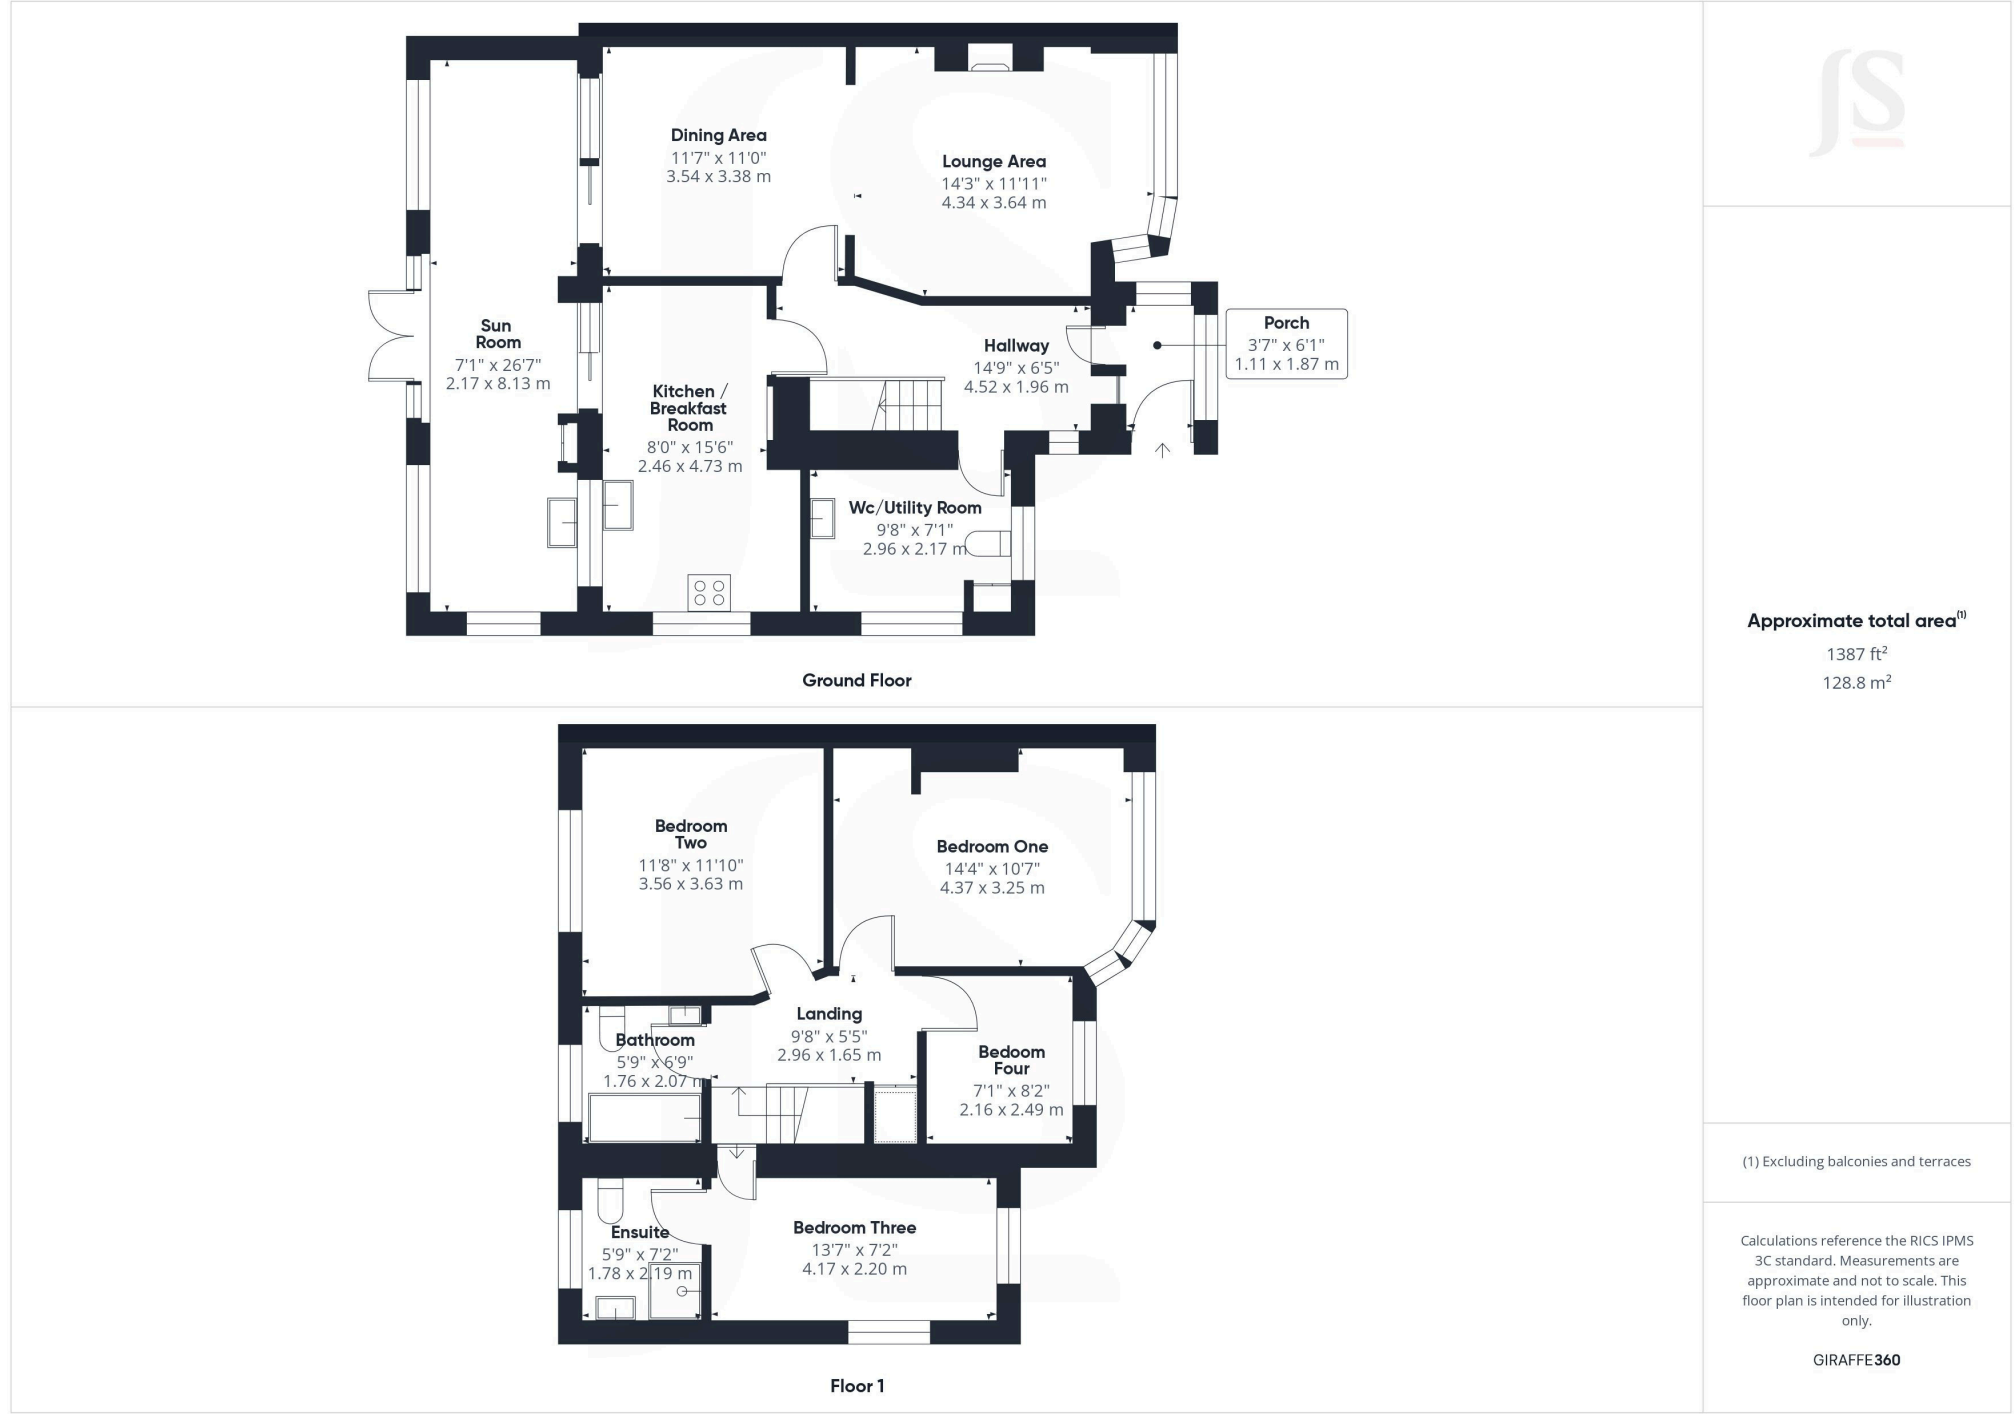 Dining Area
11'7" x 11'0"
3.54 x 3.38 m
Lounge Area
14'3" x 11'11"
4.34 x 3.64 m
Sun
Room
7'1" x 26'7"
2.17 x 8.13 m
Kitchen /
Breakfast
Room
8'0" x 15'6"
2.46 x 4.73 m
Hallway
14'9" x 6'5"
4.52 x 1.96 m
Porch
3'7" x 6'1"
1.11 x 1.87 m
Wc/Utility Room
9'8" x 7'1"
2.96 x 2.17 m
Ground Floor
Bedroom
Two
11'8" x 11'10"
3.56 x 3.63 m
Bedroom One
14'4" x 10'7"
4.37 x 3.25 m
Landing
9'8" x 5'5"
2.96 x 1.65 m
Bathroom
5'9" x 6'9"
1.76 x 2.07 m
Bedoom
Four
7'1" x 8'2"
2.16 x 2.49 m
Ensuite
5'9" x 7'2"
1.78 x 2.19 m
Bedroom Three
13'7" x 7'2"
4.17 x 2.20 m
Floor 1
JS
Approximate total area(1)
1387 ft²
128.8 m²
(1) Excluding balconies and terraces
Calculations reference the RICS IPMS
3C standard. Measurements are
approximate and not to scale. This
floor plan is intended for illustration
only.
GIRAFFE360